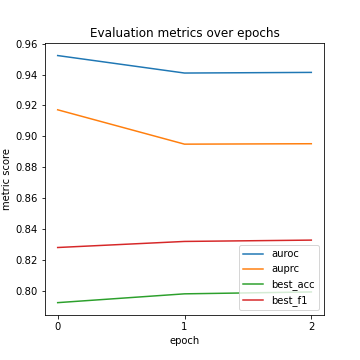 Evaluation metrics over epochs
0.96
0.94
0.92
0.90
0.88
0.86
0.84
0.82
0.80
metric score
auroc
auprc
best_acc
best_f1
0 1 2
epoch